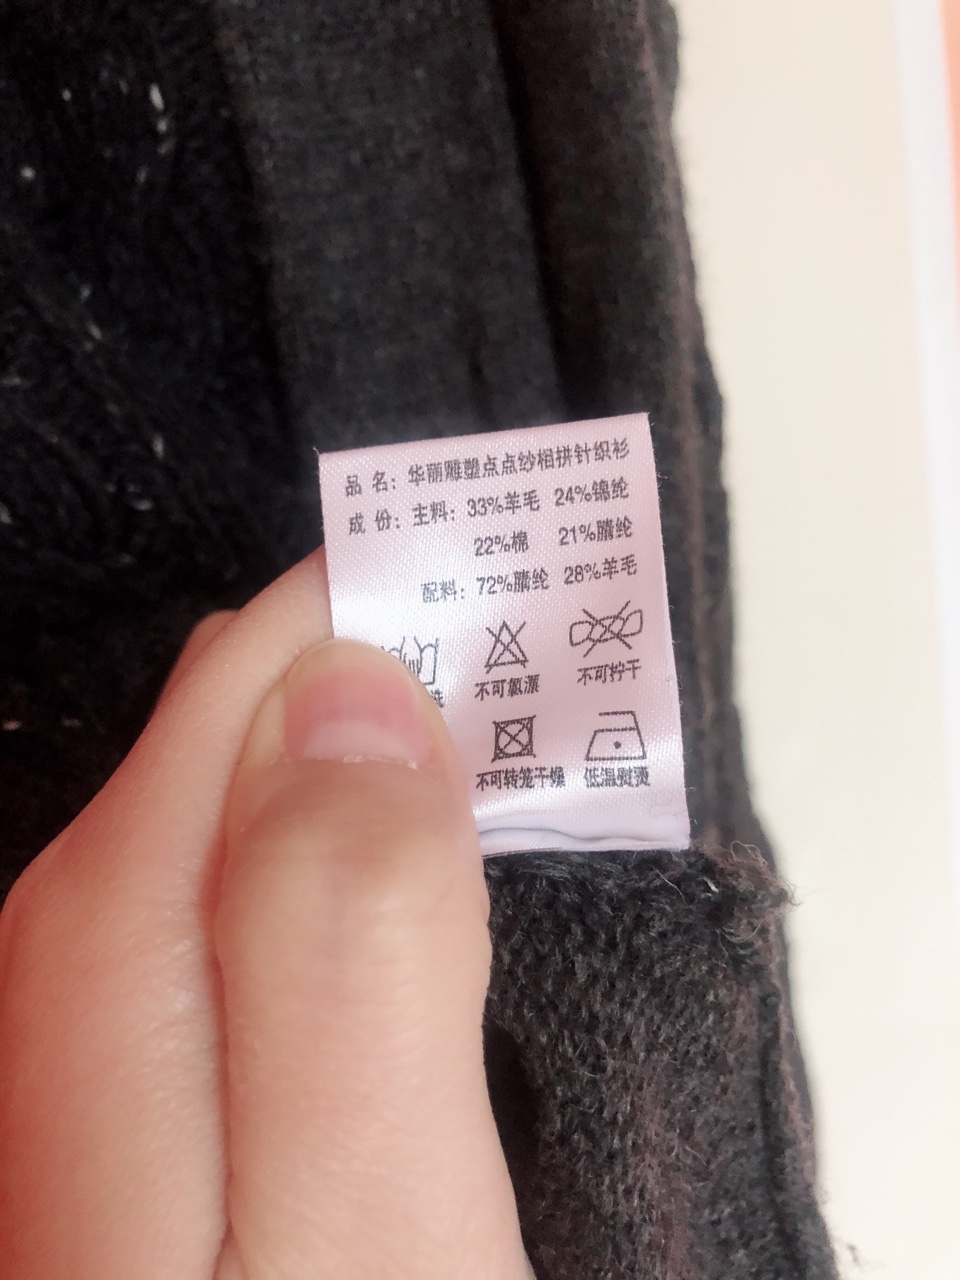 品 名：华丽雕塑点点纱相拼针织衫
成 份：主料：33%羊毛 24%锦纶
22%棉 21%腈纶
配料：72%腈纶 28%羊毛
洗 不可氯漂 不可拧干
不可转笼干燥 低温熨烫